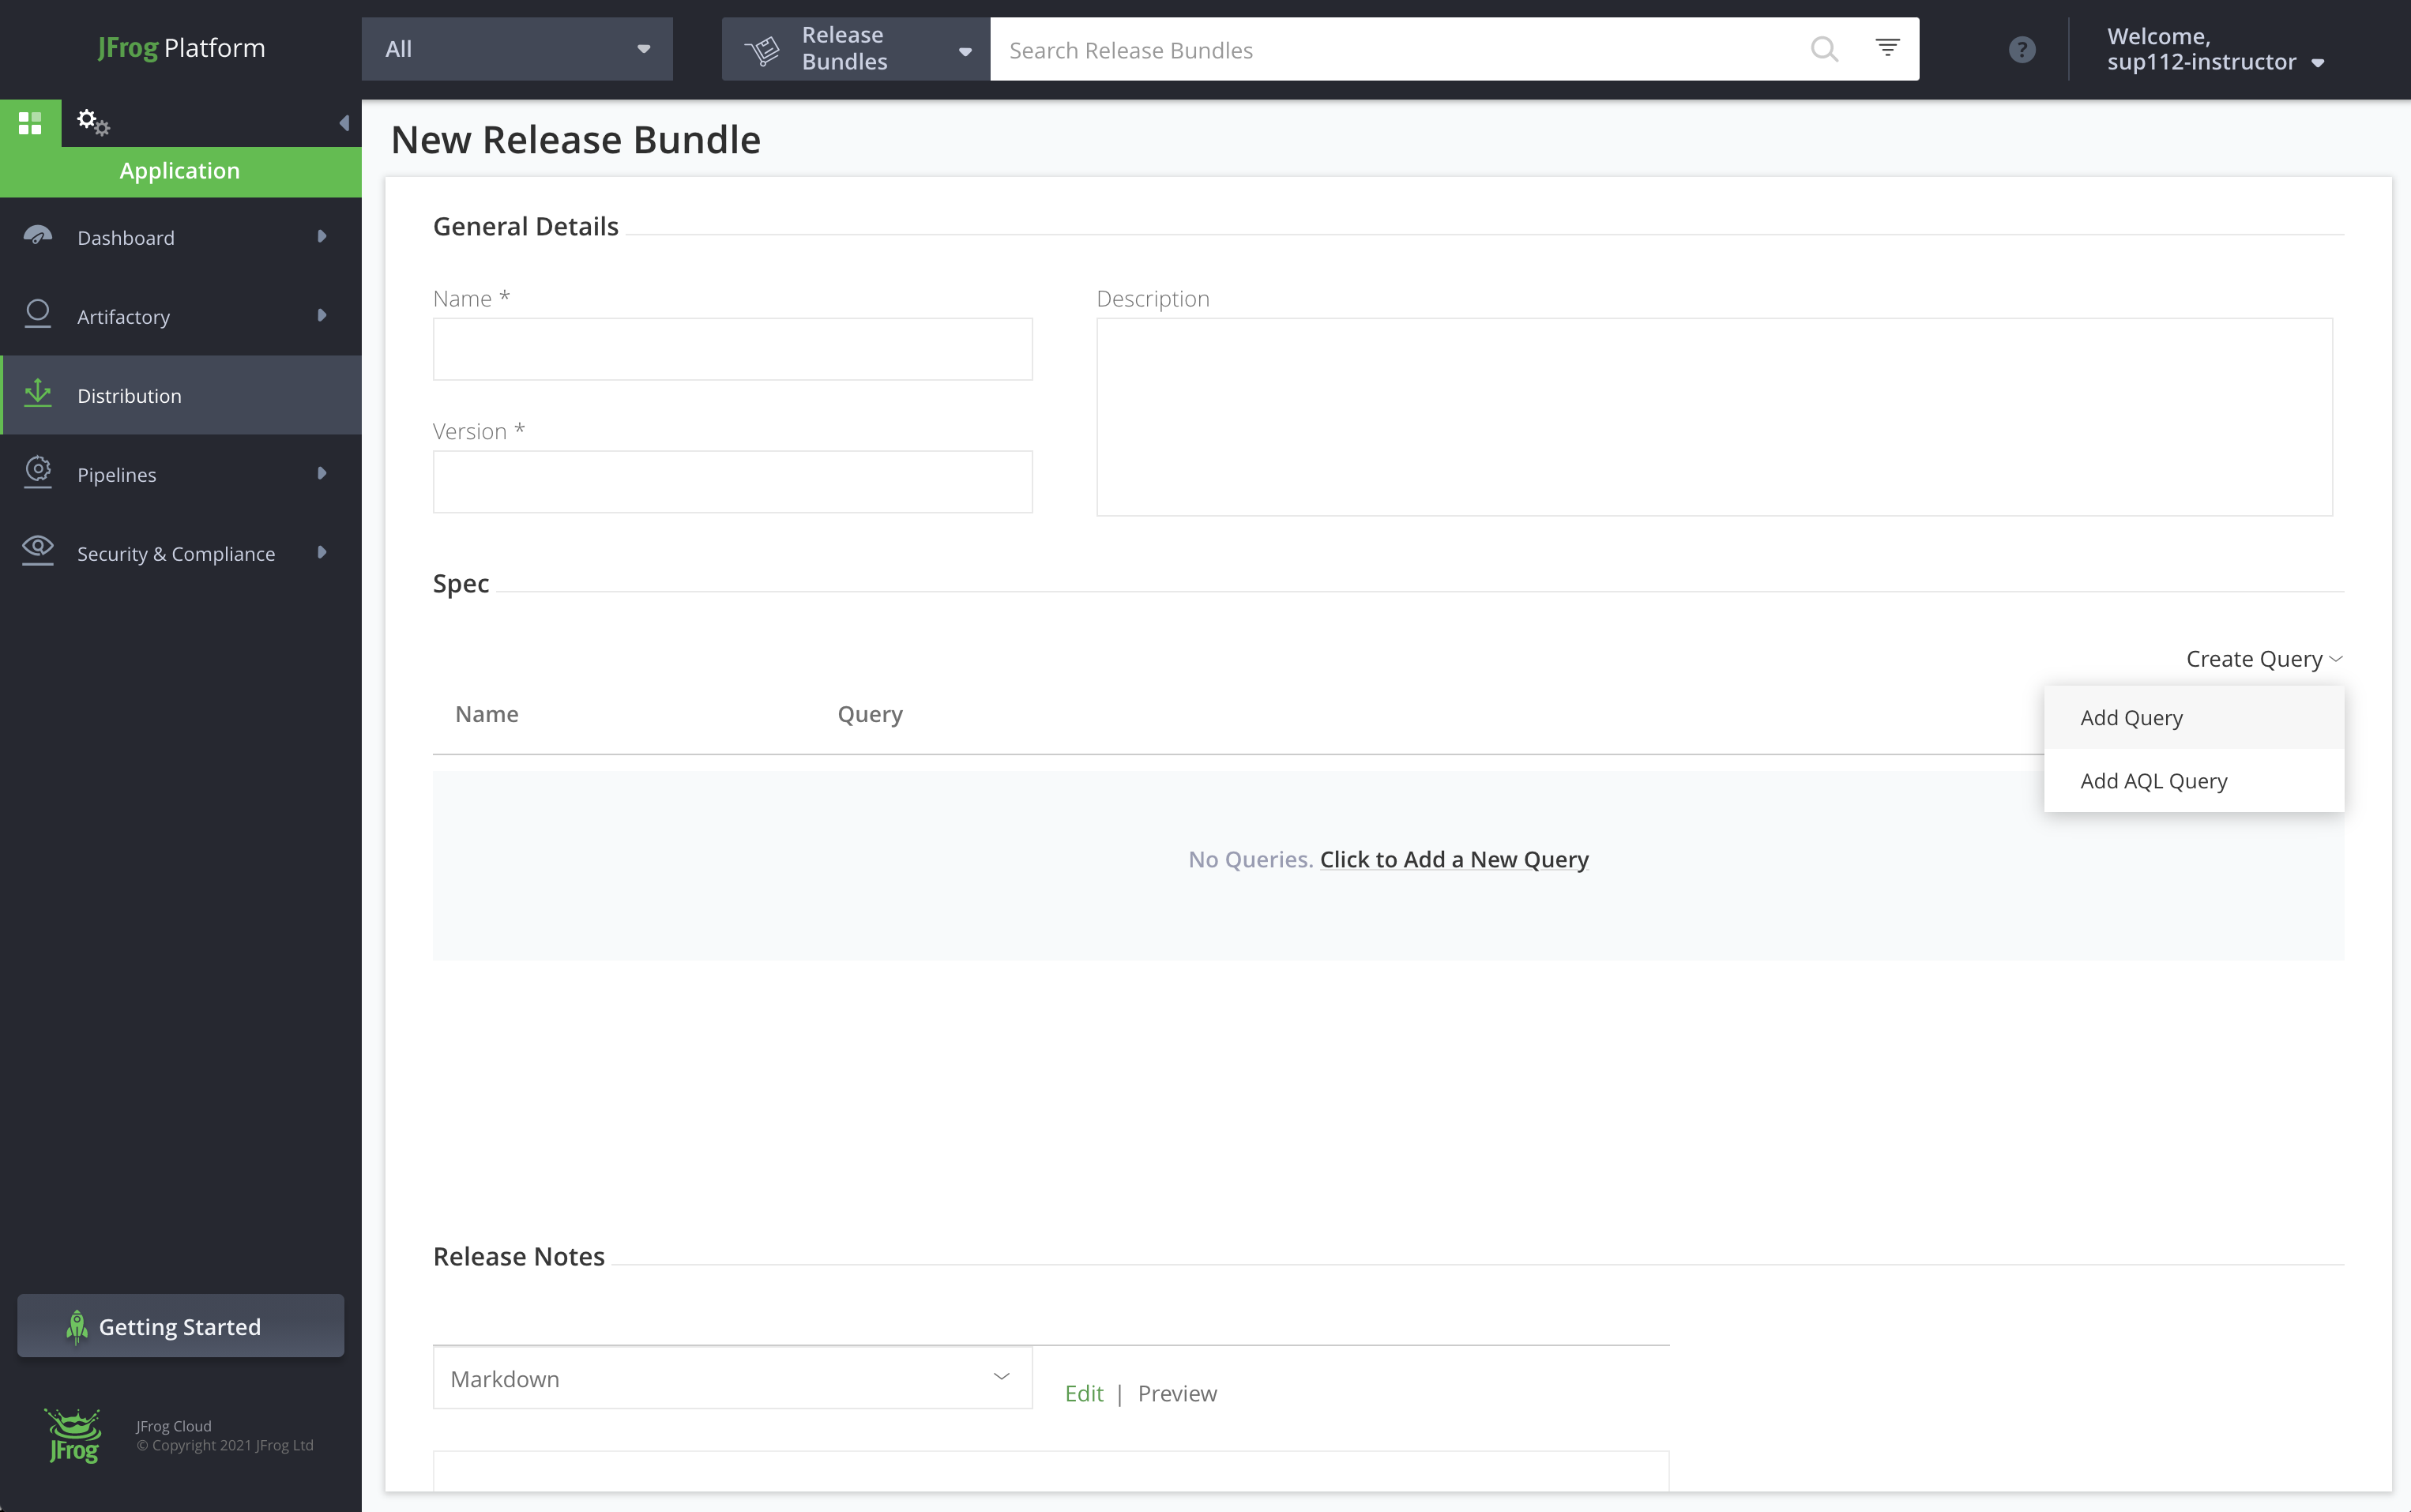 JFrog Platform
All
Release
Bundles
Search Release Bundles
?
Welcome,
sup112-instructor
Application
Dashboard
Artifactory
Distribution
Pipelines
Security & Compliance
Getting Started
JFrog
JFrog Cloud
© Copyright 2021 JFrog Ltd
New Release Bundle
General Details
Name *
Description
Version *
Spec
Create Query
Name
Query
Add Query
Add AQL Query
No Queries. Click to Add a New Query
Release Notes
Markdown
Edit | Preview